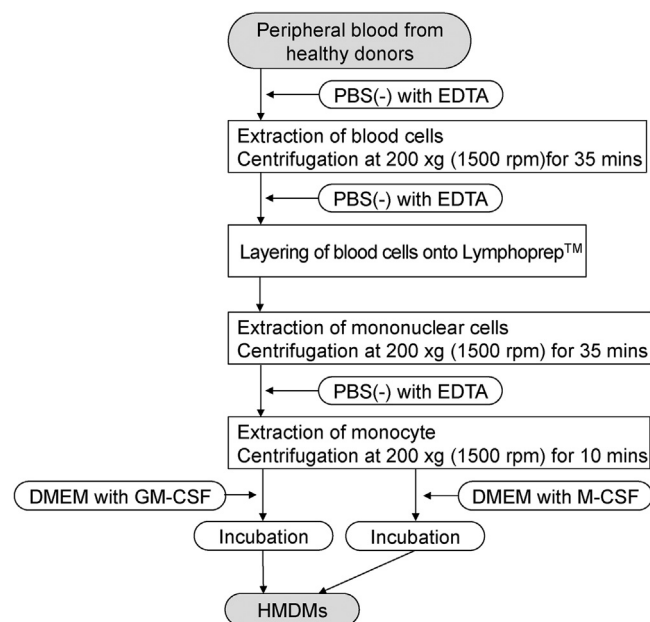 Peripheral blood from
healthy donors
PBS(-) with EDTA
Extraction of blood cells
Centrifugation at 200 xg (1500 rpm)for 35 mins
PBS(-) with EDTA
Layering of blood cells onto Lymphoprep™
Extraction of mononuclear cells
Centrifugation at 200 xg (1500 rpm) for 35 mins
PBS(-) with EDTA
Extraction of monocyte
Centrifugation at 200 xg (1500 rpm) for 10 mins
DMEM with GM-CSF
DMEM with M-CSF
Incubation
Incubation
HMDMs